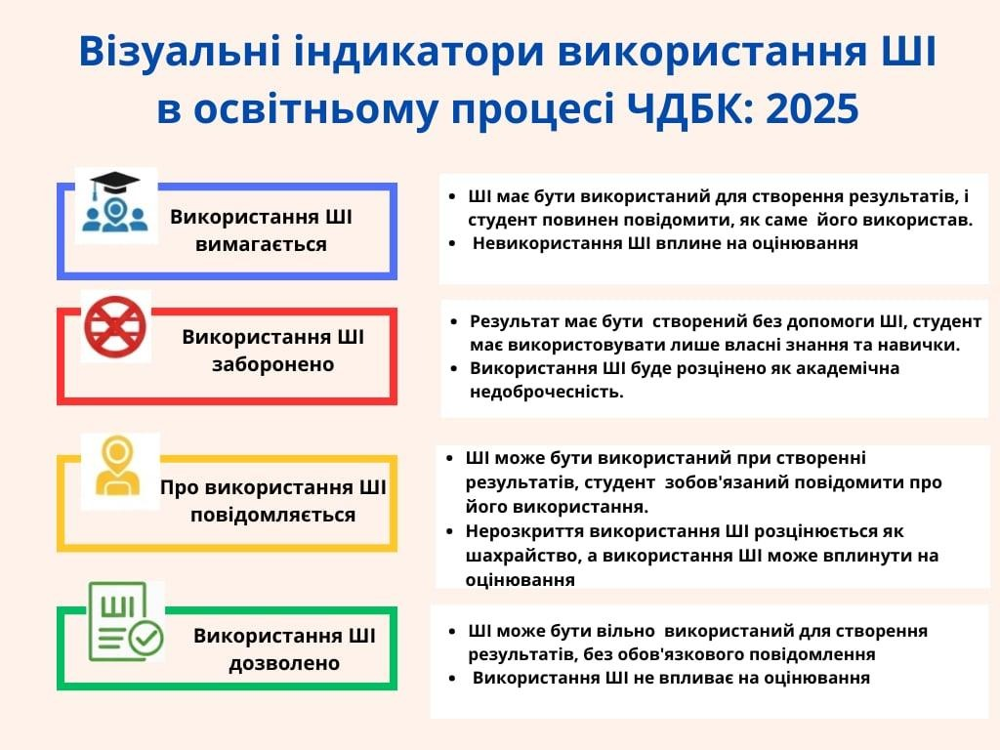 Візуальні індикатори використання ШІ
в освітньому процесі ЧДБК: 2025
Використання ШІ
вимагається
• ШІ має бути використаний для створення результатів, і
студент повинен повідомити, як саме його використав.
• Невикористання ШІ вплине на оцінювання
Використання ШІ
заборонено
• Результат має бути створений без допомоги ШІ, студент
має використовувати лише власні знання та навички.
• Використання ШІ буде розцінено як академічна
недоброчесність.
Про використання ШІ
повідомляється
• ШІ може бути використаний при створенні
результатів, студент зобов'язаний повідомити про
його використання.
• Нерозкриття використання ШІ розцінюється як
шахрайство, а використання ШІ може вплинути на
оцінювання
ШІ
Використання ШІ
дозволено
• ШІ може бути вільно використаний для створення
результатів, без обов'язкового повідомлення
• Використання ШІ не впливає на оцінювання